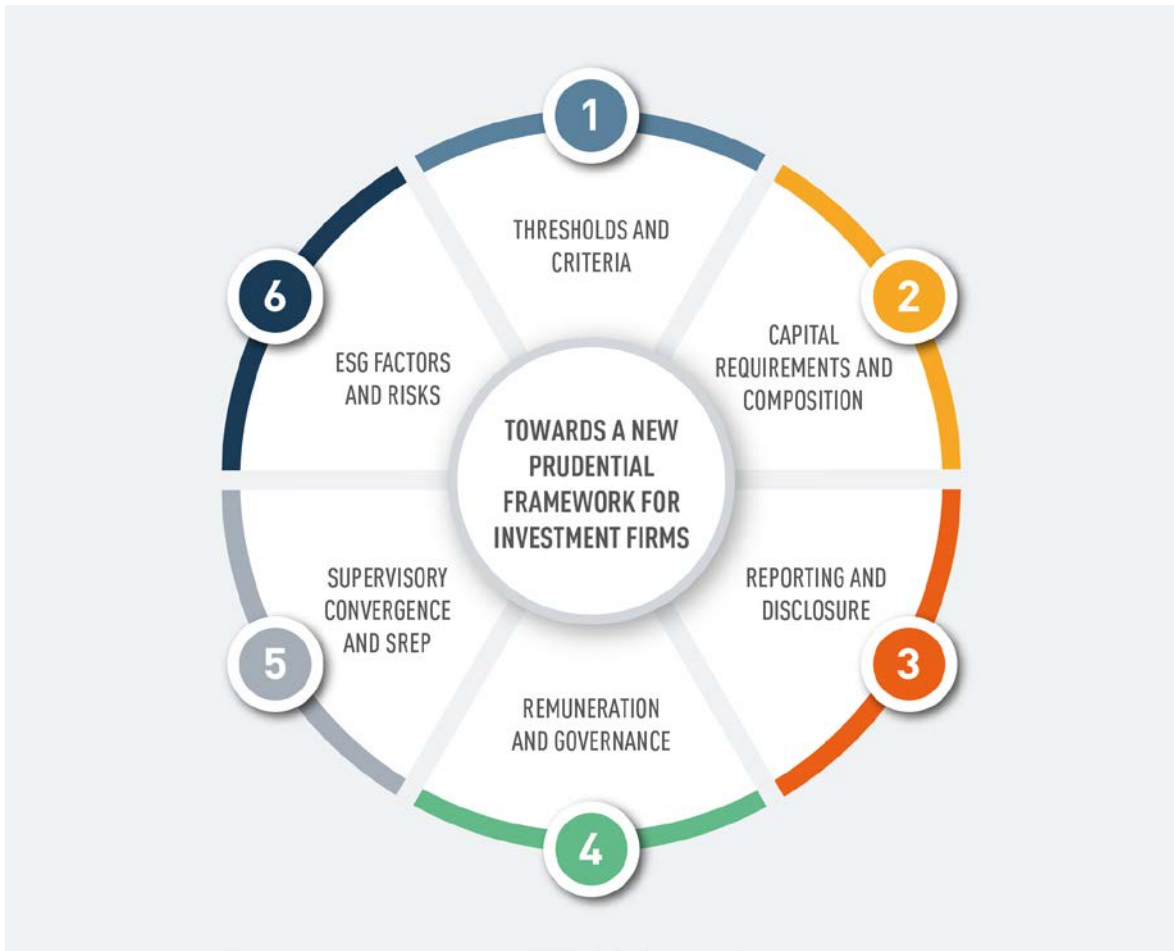 1
THRESHOLDS AND
CRITERIA
2
CAPITAL
REQUIREMENTS AND
COMPOSITION
3
REPORTING AND
DISCLOSURE
4
REMUNERATION
AND GOVERNANCE
5
SUPERVISORY
CONVERGENCE
AND SREP
6
ESG FACTORS
AND RISKS
TOWARDS A NEW
PRUDENTIAL
FRAMEWORK FOR
INVESTMENT FIRMS